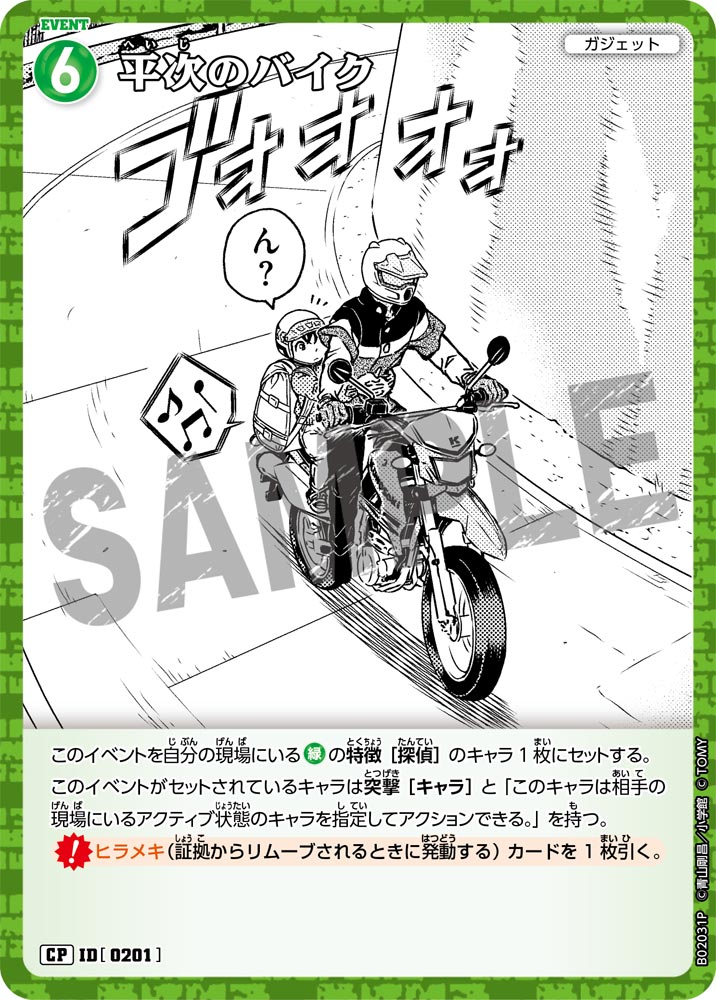 EVENT
6
へいじ
平次のバイク
ガジェット
ブオオオオ
ん？
SAMPLE
このイベントを自分の現場にいる緑の特徴［探偵］のキャラ1枚にセットする。
このイベントがセットされているキャラは突撃［キャラ］と「このキャラは相手の
現場にいるアクティブ状態のキャラを指定してアクションできる。」を持つ。
ヒラメキ（証拠からリムーブされるときに発動する）カードを1枚引く。
CP ID[ 0201 ]
B02031P ©青山剛昌／小学館 ©TOMY